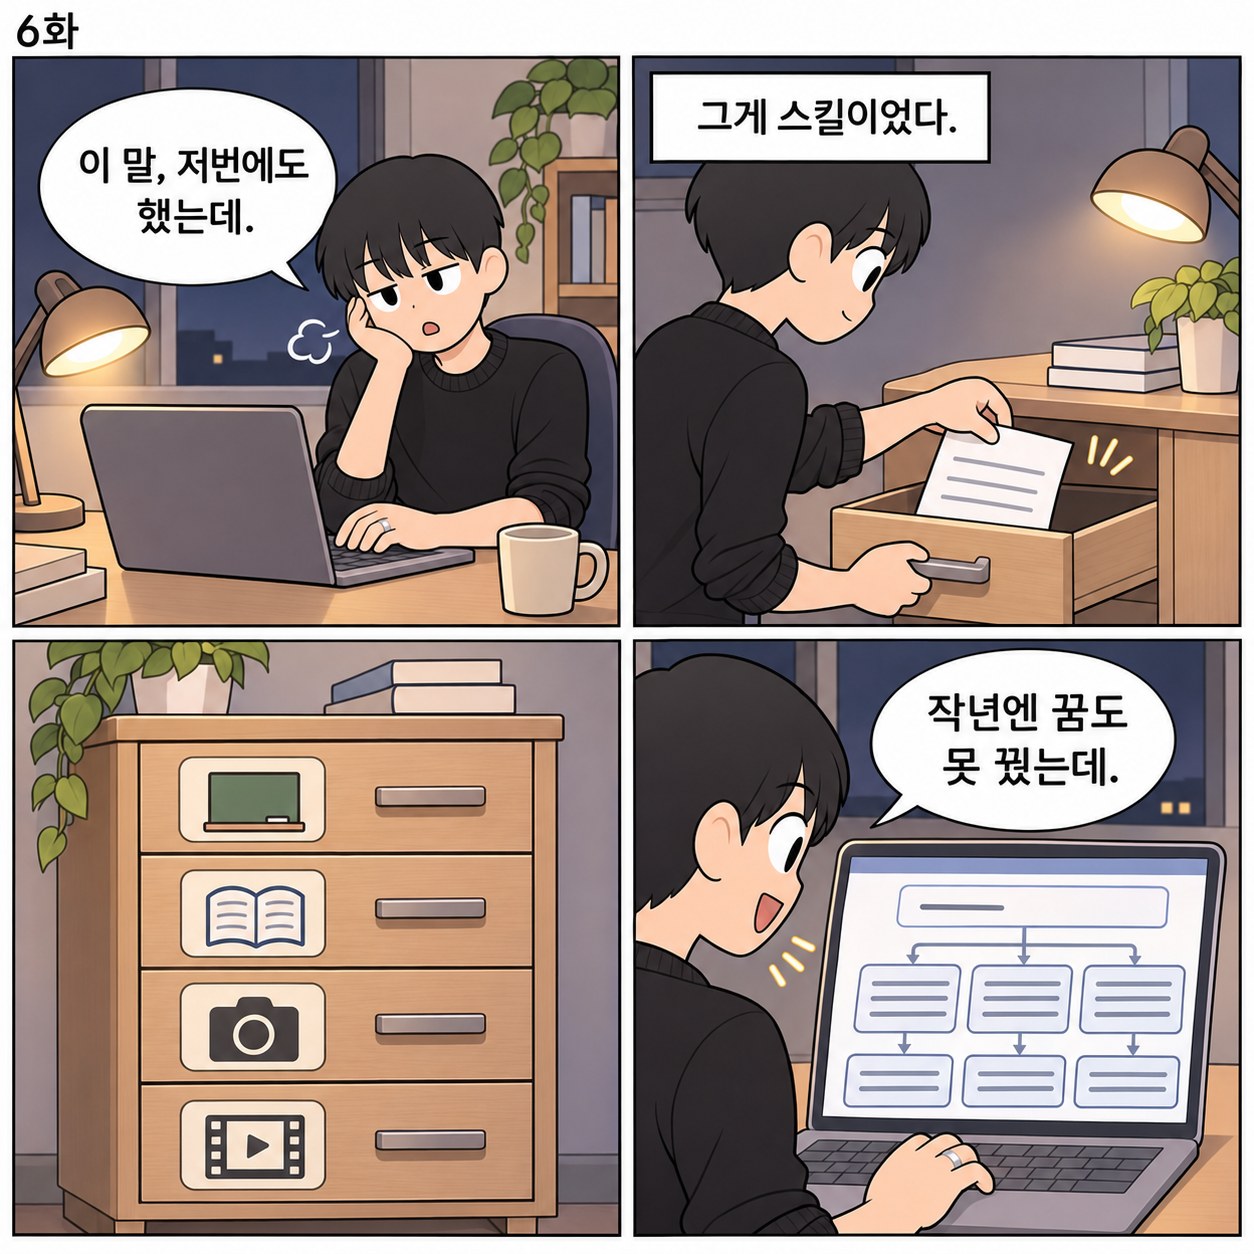 6화
이 말, 저번에도
했는데.
그게 스킬이었다.
작년엔 꿈도
못 꿨는데.